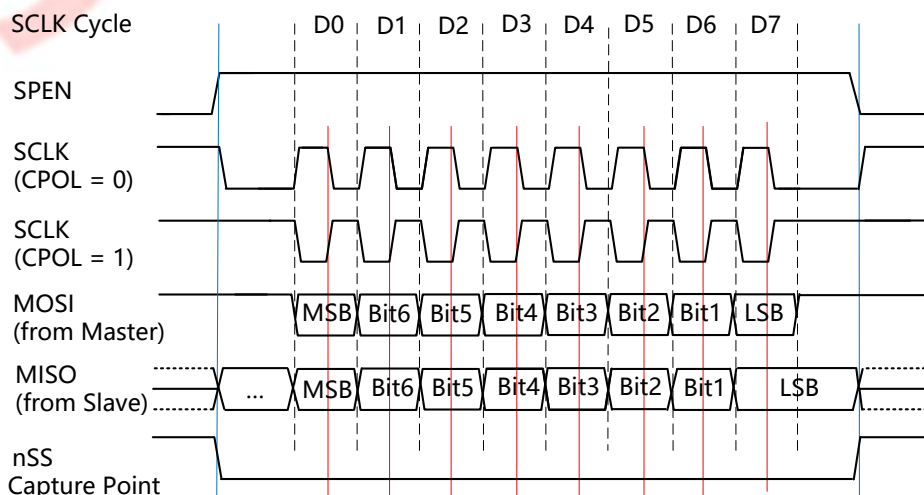 SCLK Cycle D0 D1 D2 D3 D4 D5 D6 D7
SPEN
SCLK
(CPOL = 0)
SCLK
(CPOL = 1)
MOSI
(from Master)
MSB Bit6 Bit5 Bit4 Bit3 Bit2 Bit1 LSB
MISO
(from Slave)
... MSB Bit6 Bit5 Bit4 Bit3 Bit2 Bit1 LSB
nSS
Capture Point